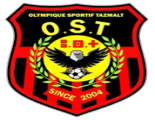 OLYMPIQUE SPORTIF TAZMALT
O.S.T
SINCE 2004